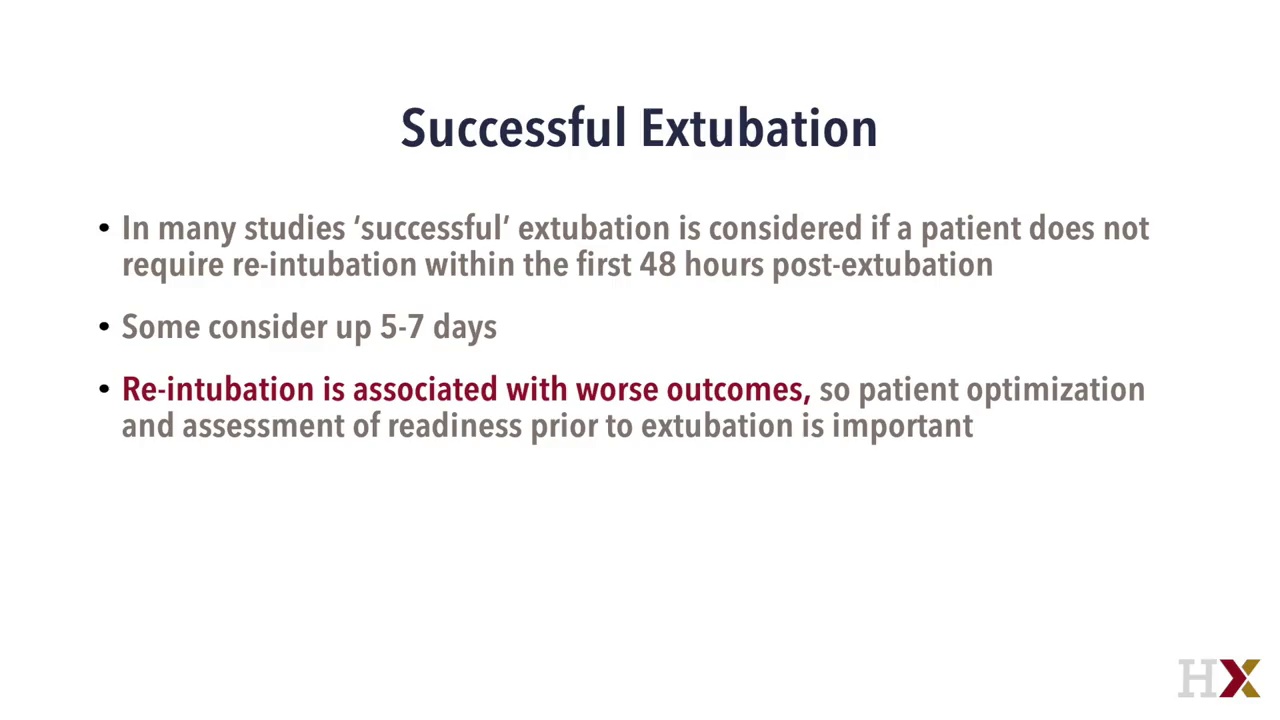 Successful Extubation
• In many studies ‘successful’ extubation is considered if a patient does not
require re-intubation within the first 48 hours post-extubation
• Some consider up 5-7 days
• Re-intubation is associated with worse outcomes, so patient optimization
and assessment of readiness prior to extubation is important
HX